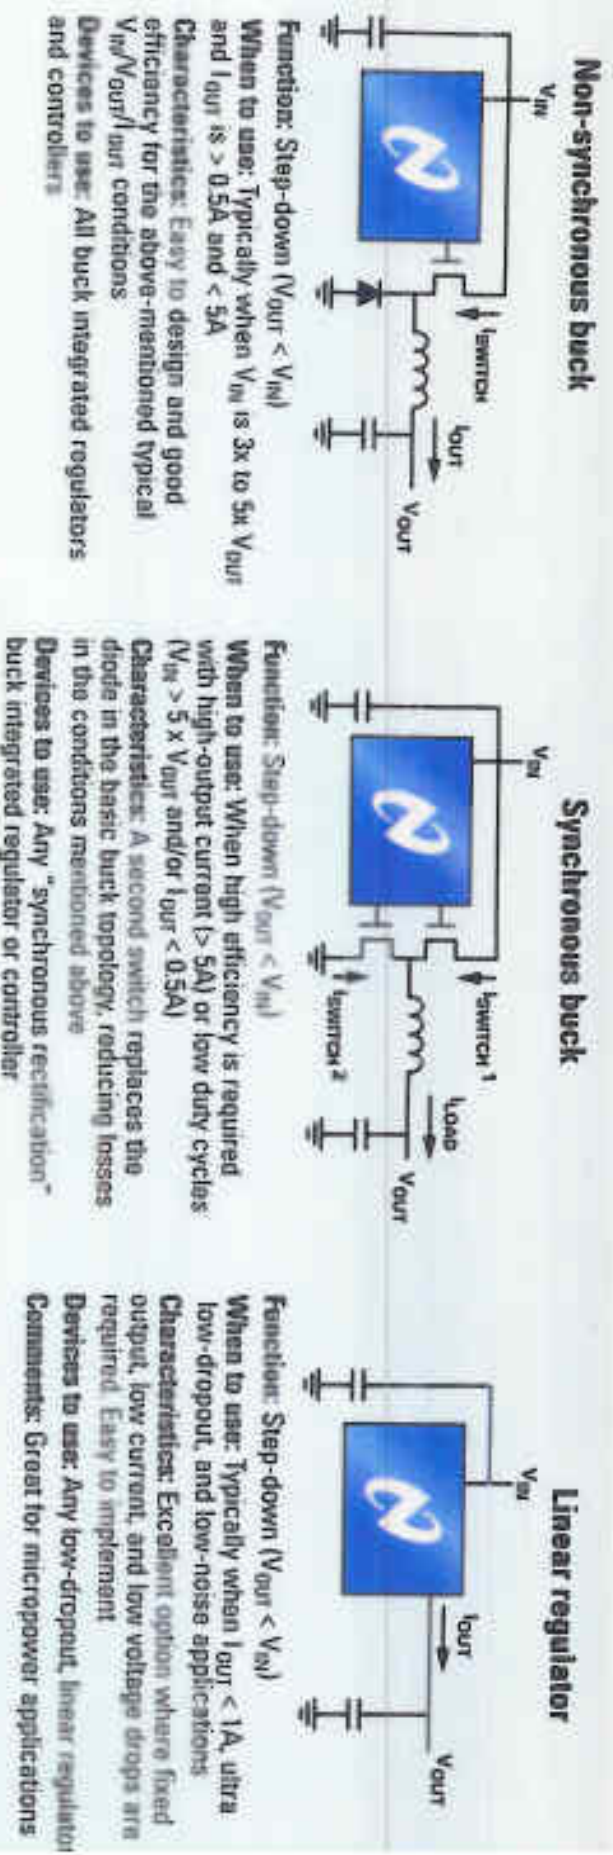 Non-synchronous buck
VIN
ISWITCH
IOUT
VOUT
Function: Step-down (VOUT < VIN)
When to use: Typically when VIN is 3x to 5x VOUT
and IOUT is > 0.5A and < 5A
Characteristics: Easy to design and good
efficiency for the above-mentioned typical
VIN/VOUT/IOUT conditions
Devices to use: All buck integrated regulators
and controllers
Synchronous buck
VIN
ISWITCH 1
ISWITCH 2
ILOAD
VOUT
Function: Step-down (VOUT < VIN)
When to use: When high efficiency is required
with high-output current (> 5A) or low duty cycles
(VIN > 5 x VOUT and/or IOUT < 0.5A)
Characteristics: A second switch replaces the
diode in the basic buck topology, reducing losses
in the conditions mentioned above
Devices to use: Any "synchronous rectification"
buck integrated regulator or controller
Linear regulator
VIN
IOUT
VOUT
Function: Step-down (VOUT < VIN)
When to use: Typically when IOUT < 1A, ultra
low-dropout, and low-noise applications
Characteristics: Excellent option where fixed
output, low current, and low voltage drops are
required. Easy to implement
Devices to use: Any low-dropout, linear regulator
Comments: Great for micropower applications